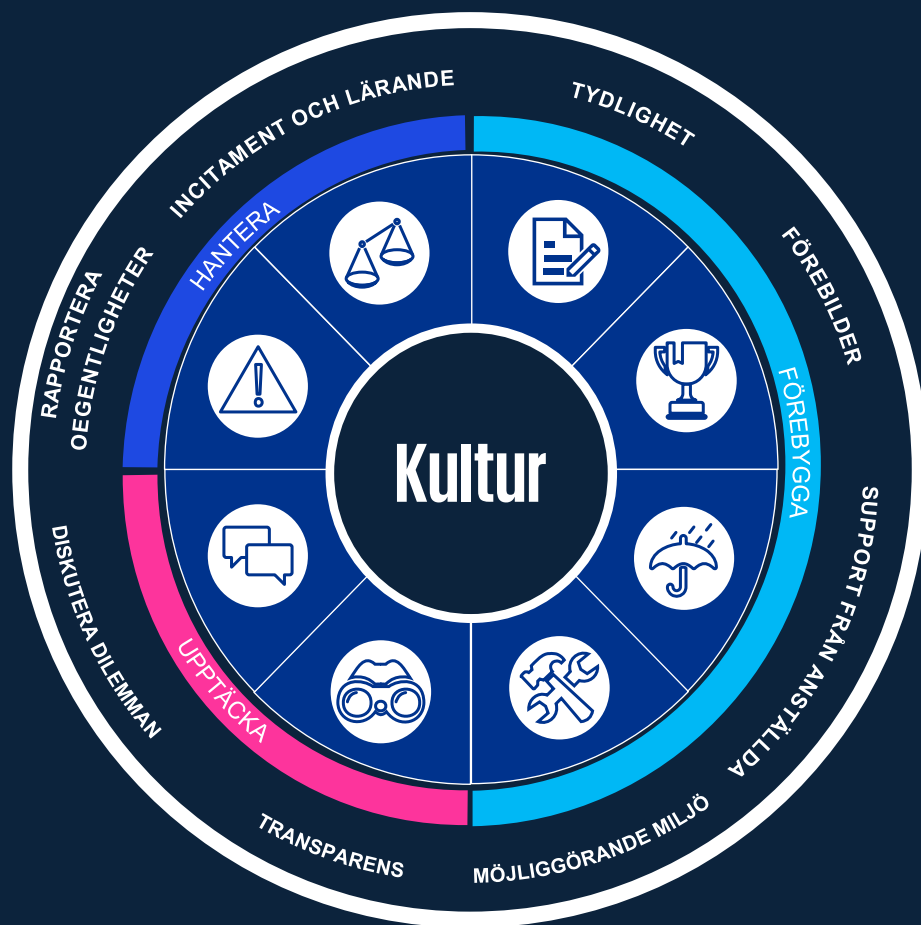 TYDLIGHET
FÖREBILDER
SUPPORT FRÅN ANSTÄLLDA
MÖJLIGGÖRANDE MILJÖ
TRANSPARENS
DISKUTERA DILEMMAN
RAPPORTERA
OEGENTLIGHETER
INCITAMENT OCH LÄRANDE
FÖREBYGGA
UPPTÄCKA
HANTERA
Kultur